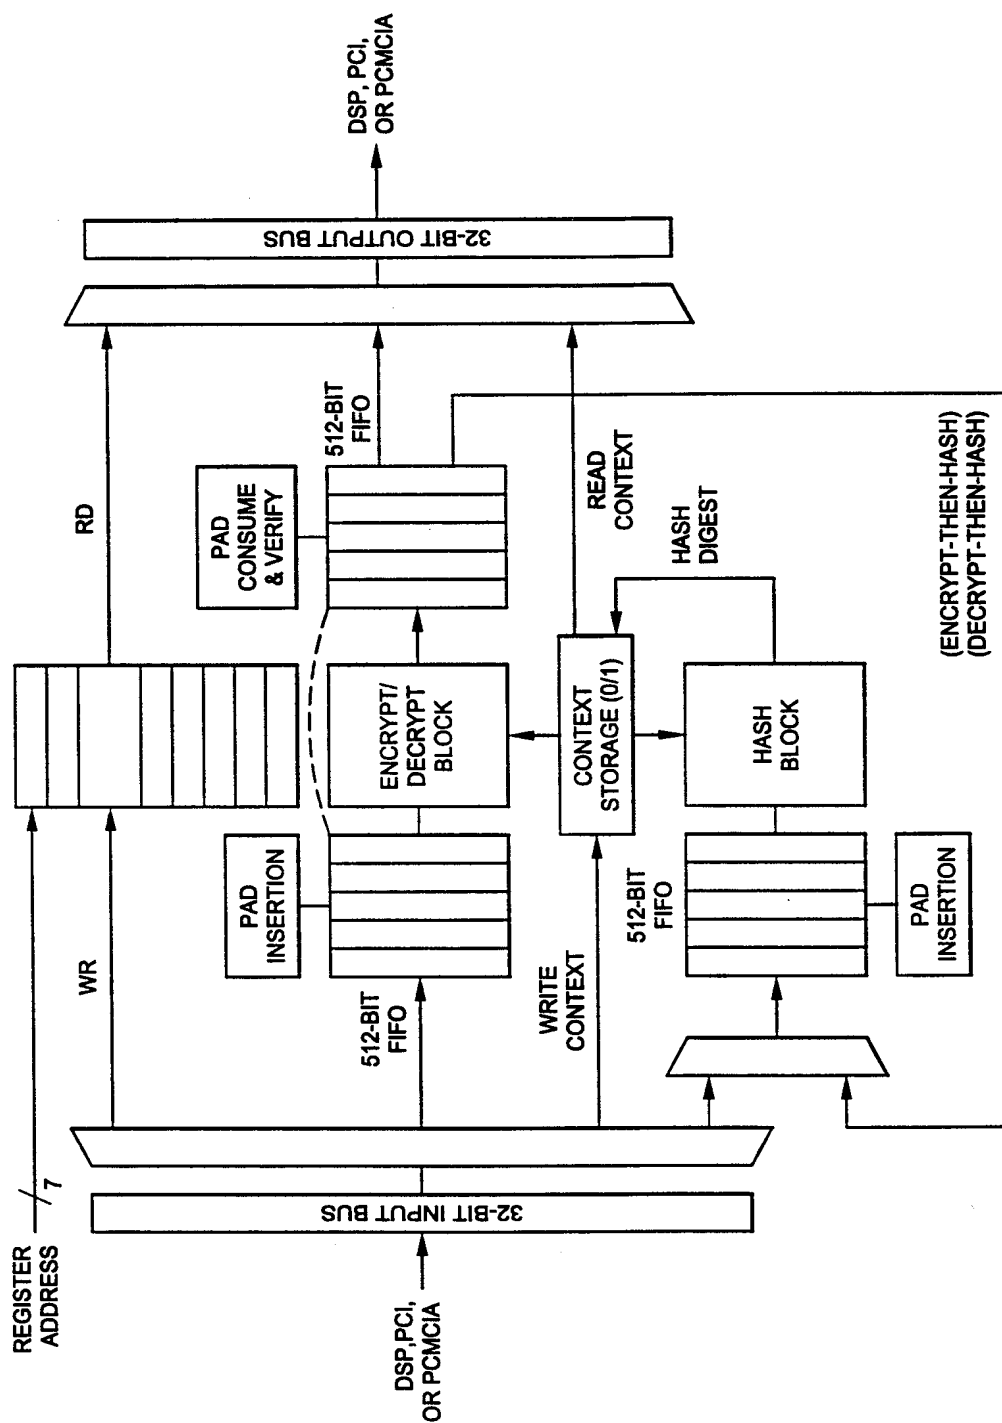 REGISTER
ADDRESS
7
WR
RD
DSP,PCI,
OR PCMCIA
32-BIT INPUT BUS
512-BIT
FIFO
PAD
INSERTION
ENCRYPT/
DECRYPT
BLOCK
PAD
CONSUME
& VERIFY
512-BIT
FIFO
32-BIT OUTPUT BUS
DSP, PCI,
OR PCMCIA
WRITE
CONTEXT
CONTEXT
STORAGE (0/1)
READ
CONTEXT
HASH
DIGEST
512-BIT
FIFO
HASH
BLOCK
PAD
INSERTION
(ENCRYPT-THEN-HASH)
(DECRYPT-THEN-HASH)